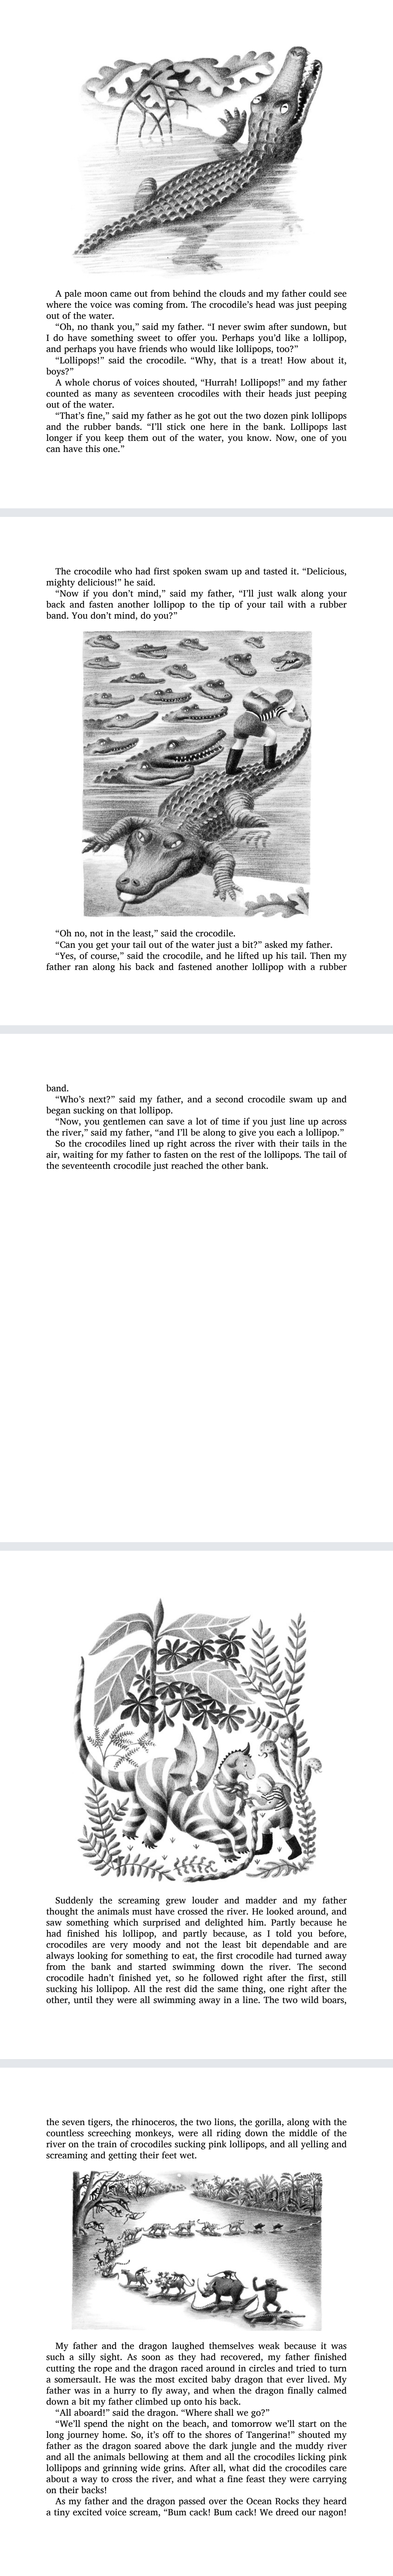 A pale moon came out from behind the clouds and my father could see
where the voice was coming from. The crocodile’s head was just peeping
out of the water.
“Oh, no thank you,” said my father. “I never swim after sundown, but
I do have something sweet to offer you. Perhaps you’d like a lollipop,
and perhaps you have friends who would like lollipops, too?”
“Lollipops!” said the crocodile. “Why, that is a treat! How about it,
boys?”
A whole chorus of voices shouted, “Hurrah! Lollipops!” and my father
counted as many as seventeen crocodiles with their heads just peeping
out of the water.
“That’s fine,” said my father as he got out the two dozen pink lollipops
and the rubber bands. “I’ll stick one here in the bank. Lollipops last
longer if you keep them out of the water, you know. Now, one of you
can have this one.”
The crocodile who had first spoken swam up and tasted it. “Delicious,
mighty delicious!” he said.
“Now if you don’t mind,” said my father, “I’ll just walk along your
back and fasten another lollipop to the tip of your tail with a rubber
band. You don’t mind, do you?”
“Oh no, not in the least,” said the crocodile.
“Can you get your tail out of the water just a bit?” asked my father.
“Yes, of course,” said the crocodile, and he lifted up his tail. Then my
father ran along his back and fastened another lollipop with a rubber
band.
“Who’s next?” said my father, and a second crocodile swam up and
began sucking on that lollipop.
“Now, you gentlemen can save a lot of time if you just line up across
the river,” said my father, “and I’ll be along to give you each a lollipop.”
So the crocodiles lined up right across the river with their tails in the
air, waiting for my father to fasten on the rest of the lollipops. The tail of
the seventeenth crocodile just reached the other bank.
Suddenly the screaming grew louder and madder and my father
thought the animals must have crossed the river. He looked around, and
saw something which surprised and delighted him. Partly because he
had finished his lollipop, and partly because, as I told you before,
crocodiles are very moody and not the least bit dependable and are
always looking for something to eat, the first crocodile had turned away
from the bank and started swimming down the river. The second
crocodile hadn’t finished yet, so he followed right after the first, still
sucking his lollipop. All the rest did the same thing, one right after the
other, until they were all swimming away in a line. The two wild boars,
the seven tigers, the rhinoceros, the two lions, the gorilla, along with the
countless screeching monkeys, were all riding down the middle of the
river on the train of crocodiles sucking pink lollipops, and all yelling and
screaming and getting their feet wet.
My father and the dragon laughed themselves weak because it was
such a silly sight. As soon as they had recovered, my father finished
cutting the rope and the dragon raced around in circles and tried to turn
a somersault. He was the most excited baby dragon that ever lived. My
father was in a hurry to fly away, and when the dragon finally calmed
down a bit my father climbed up onto his back.
“All aboard!” said the dragon. “Where shall we go?”
“We’ll spend the night on the beach, and tomorrow we’ll start on the
long journey home. So, it’s off to the shores of Tangerina!” shouted my
father as the dragon soared above the dark jungle and the muddy river
and all the animals bellowing at them and all the crocodiles licking pink
lollipops and grinning wide grins. After all, what did the crocodiles care
about a way to cross the river, and what a fine feast they were carrying
on their backs!
As my father and the dragon passed over the Ocean Rocks they heard
a tiny excited voice scream, “Bum cack! Bum cack! We dreed our nagon!